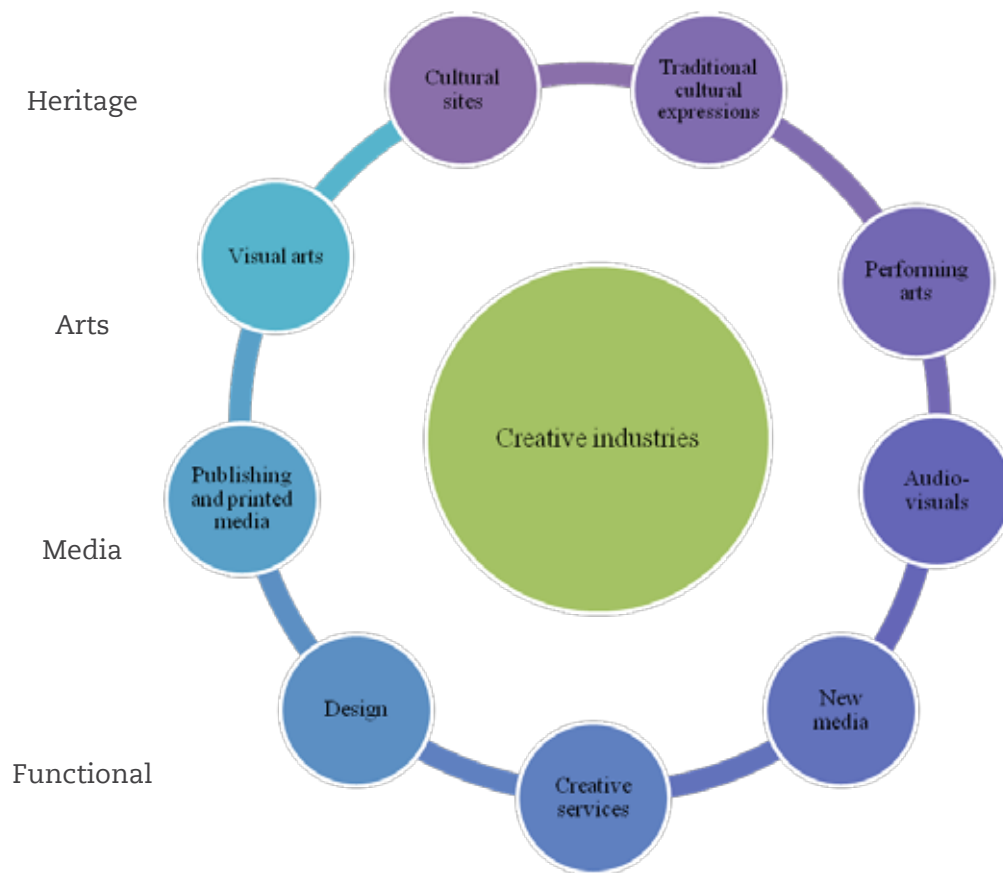 Heritage
Cultural
sites
Traditional
cultural
expressions
Visual arts
Performing
arts
Arts
Creative industries
Publishing
and printed
media
Audio-
visuals
Media
Design
New
media
Functional
Creative
services